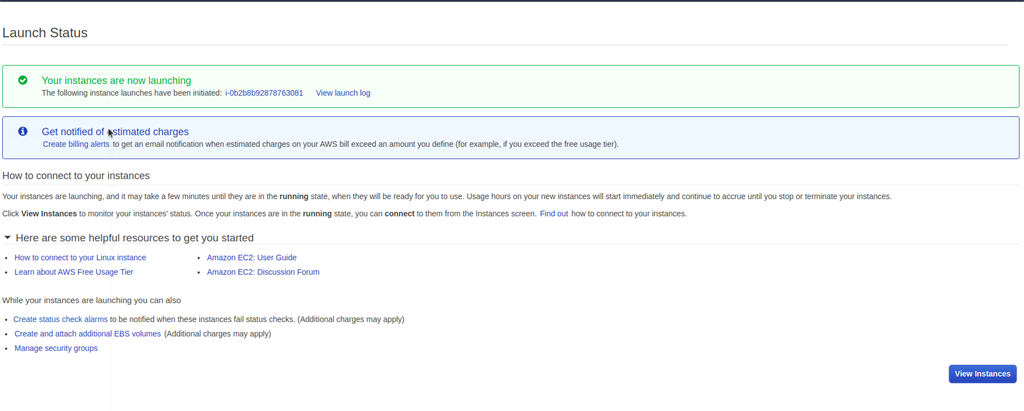 Launch Status
Your instances are now launching
The following instance launches have been initiated: i-0b2b8b92878763081 View launch log
Get notified of estimated charges
Create billing alerts to get an email notification when estimated charges on your AWS bill exceed an amount you define (for example, if you exceed the free usage tier).
How to connect to your instances
Your instances are launching, and it may take a few minutes until they are in the running state, when they will be ready for you to use. Usage hours on your new instances will start immediately and continue to accrue until you stop or terminate your instances.
Click View Instances to monitor your instances' status. Once your instances are in the running state, you can connect to them from the Instances screen. Find out how to connect to your instances.
Here are some helpful resources to get you started
• How to connect to your Linux instance • Amazon EC2: User Guide
• Learn about AWS Free Usage Tier • Amazon EC2: Discussion Forum
While your instances are launching you can also
• Create status check alarms to be notified when these instances fail status checks. (Additional charges may apply)
• Create and attach additional EBS volumes (Additional charges may apply)
• Manage security groups
View Instances